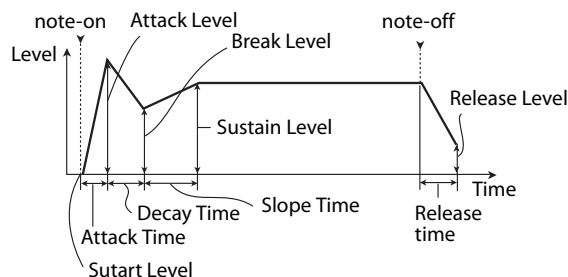 note-on
Attack Level
note-off
Level
Break Level
Release Level
Sustain Level
Time
Decay Time
Slope Time
Release
time
Attack Time
Sutart Level